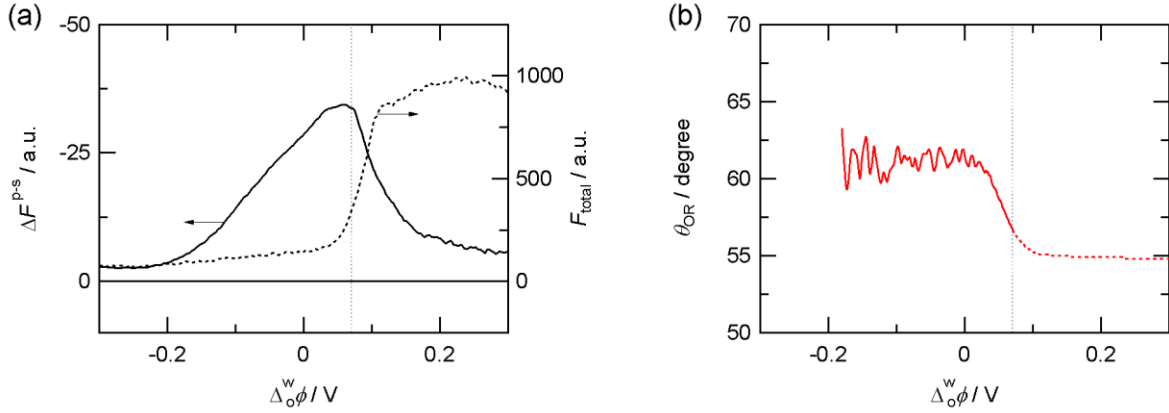 (a)
-50
-25
0
ΔF^p-s / a.u.
1000
500
0
F_total / a.u.
-0.2
0
0.2
Δ_o^w ϕ / V
(b)
70
65
60
55
50
θ_OR / degree
-0.2
0
0.2
Δ_o^w ϕ / V